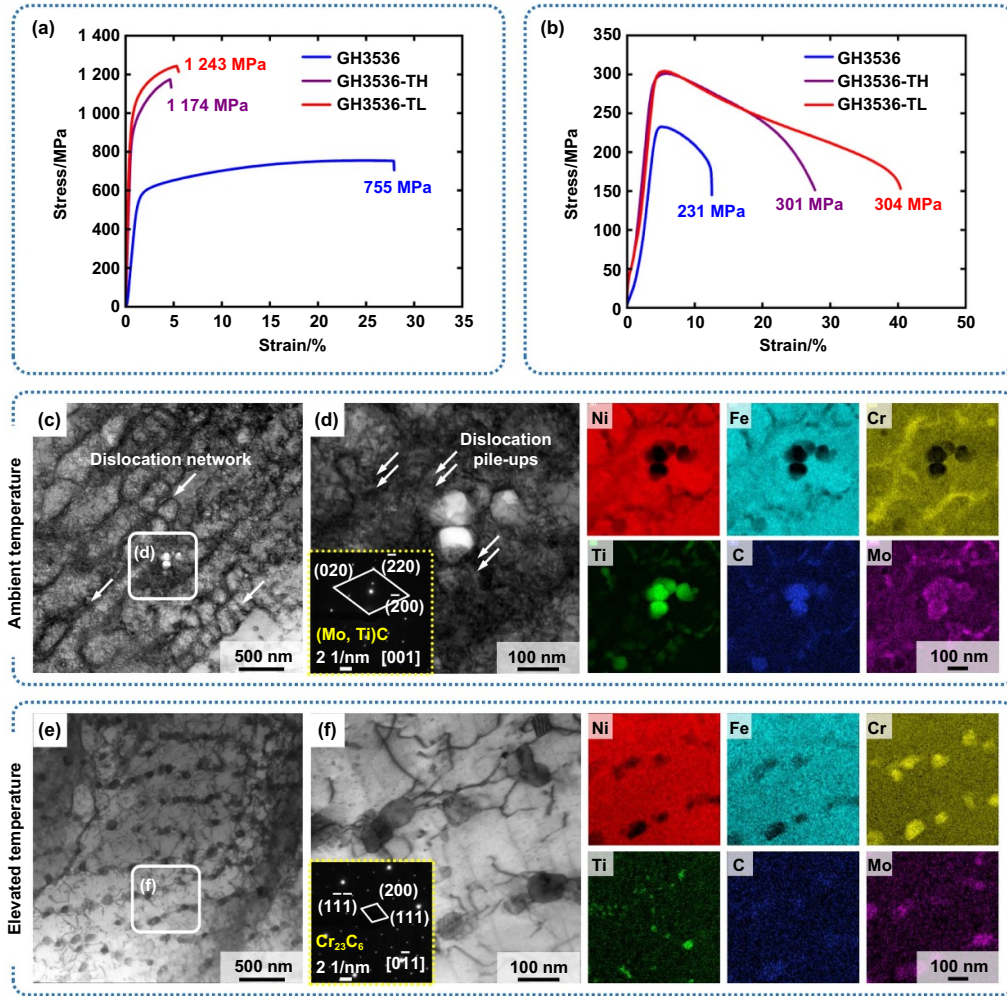 (a)
1 400
1 200
1 000
800
600
400
200
0
Stress/MPa
0 5 10 15 20 25 30 35
Strain/%
1 243 MPa
1 174 MPa
755 MPa
GH3536
GH3536-TH
GH3536-TL
(b)
350
300
250
200
150
100
50
0
Stress/MPa
0 10 20 30 40 50
Strain/%
GH3536
GH3536-TH
GH3536-TL
231 MPa
301 MPa
304 MPa
Ambient temperature
(c)
Dislocation network
(d)
500 nm
(d)
Dislocation
pile-ups
(020)
(2̄20)
(2̄00)
(Mo, Ti)C
2 1/nm [001]
100 nm
Ni
Fe
Cr
Ti
C
Mo
100 nm
Elevated temperature
(e)
(f)
500 nm
(f)
(200)
(11̄1̄)
(111)
Cr₂₃C₆
2 1/nm [01̄1]
100 nm
Ni
Fe
Cr
Ti
C
Mo
100 nm